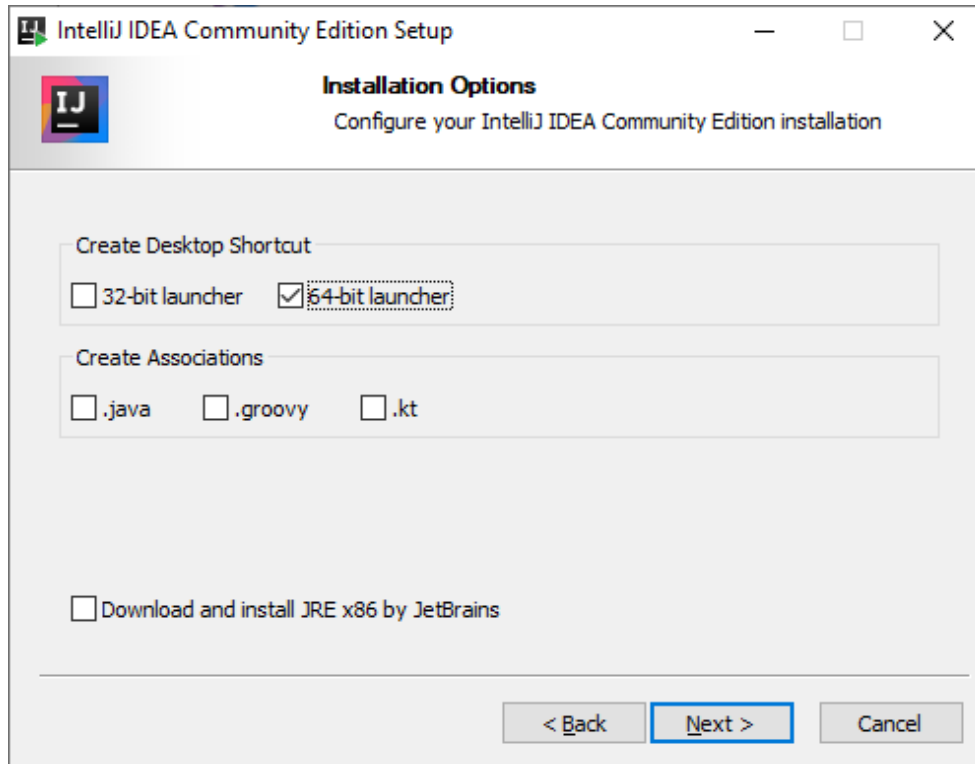 IJ IntelliJ IDEA Community Edition Setup
IJ
Installation Options
Configure your IntelliJ IDEA Community Edition installation
Create Desktop Shortcut
32-bit launcher 64-bit launcher
Create Associations
.java .groovy .kt
Download and install JRE x86 by JetBrains
< Back Next > Cancel